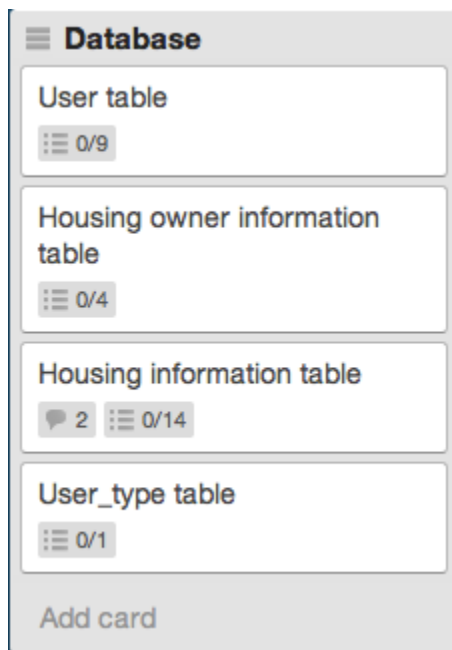 Database
User table
0/9
Housing owner information
table
0/4
Housing information table
2 0/14
User_type table
0/1
Add card